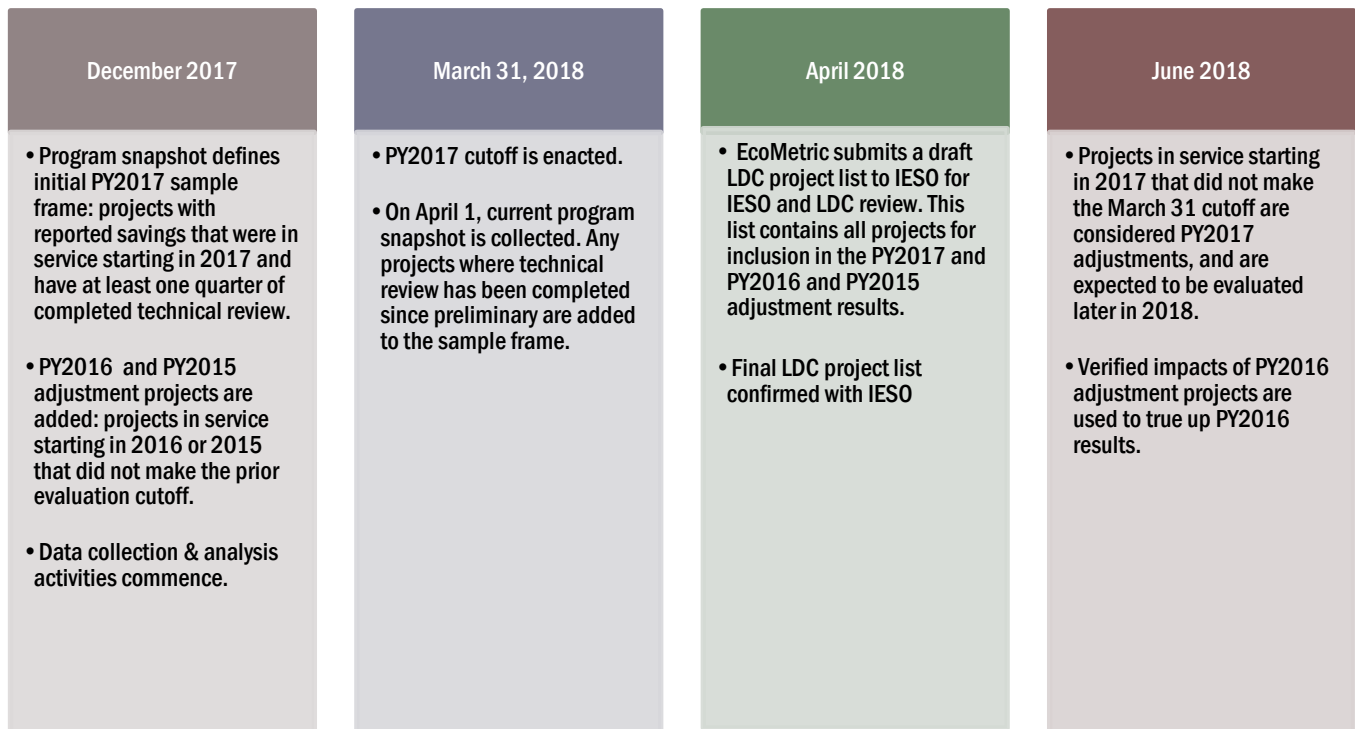 December 2017
• Program snapshot defines
initial PY2017 sample
frame: projects with
reported savings that were in
service starting in 2017 and
have at least one quarter of
completed technical review.
• PY2016 and PY2015
adjustment projects are
added: projects in service
starting in 2016 or 2015
that did not make the prior
evaluation cutoff.
• Data collection & analysis
activities commence.
March 31, 2018
• PY2017 cutoff is enacted.
• On April 1, current program
snapshot is collected. Any
projects where technical
review has been completed
since preliminary are added
to the sample frame.
April 2018
• EcoMetric submits a draft
LDC project list to IESO for
IESO and LDC review. This
list contains all projects for
inclusion in the PY2017 and
PY2016 and PY2015
adjustment results.
• Final LDC project list
confirmed with IESO
June 2018
• Projects in service starting
in 2017 that did not make
the March 31 cutoff are
considered PY2017
adjustments, and are
expected to be evaluated
later in 2018.
• Verified impacts of PY2016
adjustment projects are
used to true up PY2016
results.